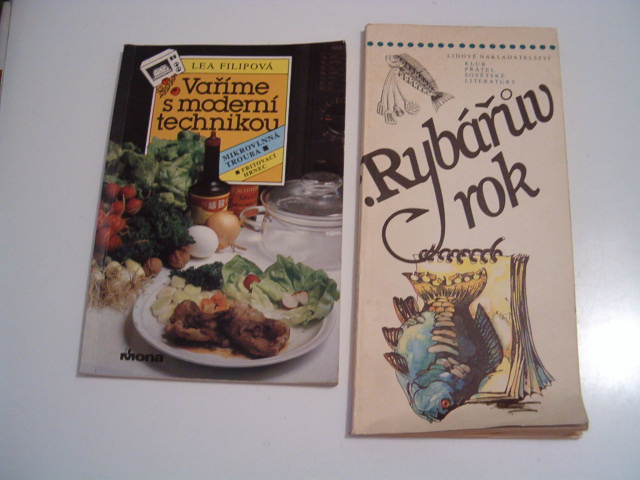 LEA FILIPOVÁ
Vaříme
s moderní
technikou
MIKROVLNNÁ
TROUBA
FRITOVACÍ
HRNEC
mona
LIDOVÉ NAKLADATELSTVÍ
KLUB
PŘÁTEL
SOVĚTSKÉ
LITERATURY
Rybářův
rok